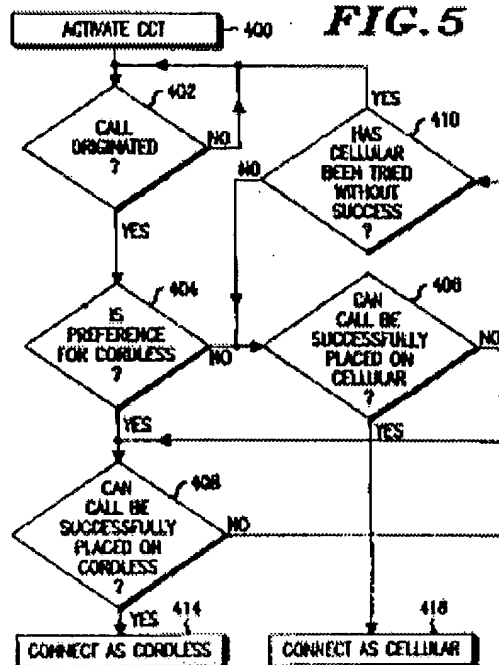 FIG. 5
ACTIVATE CCT
400
402
CALL
ORIGINATED
?
NO
YES
YES
410
HAS
CELLULAR
BEEN TRIED
WITHOUT
SUCCESS
?
NO
404
IS
PREFERENCE
FOR CORDLESS
?
NO
YES
406
CAN
CALL BE
SUCCESSFULLY
PLACED ON
CELLULAR
?
NO
YES
408
CAN
CALL BE
SUCCESSFULLY
PLACED ON
CORDLESS
?
NO
YES
414
CONNECT AS CORDLESS
418
CONNECT AS CELLULAR